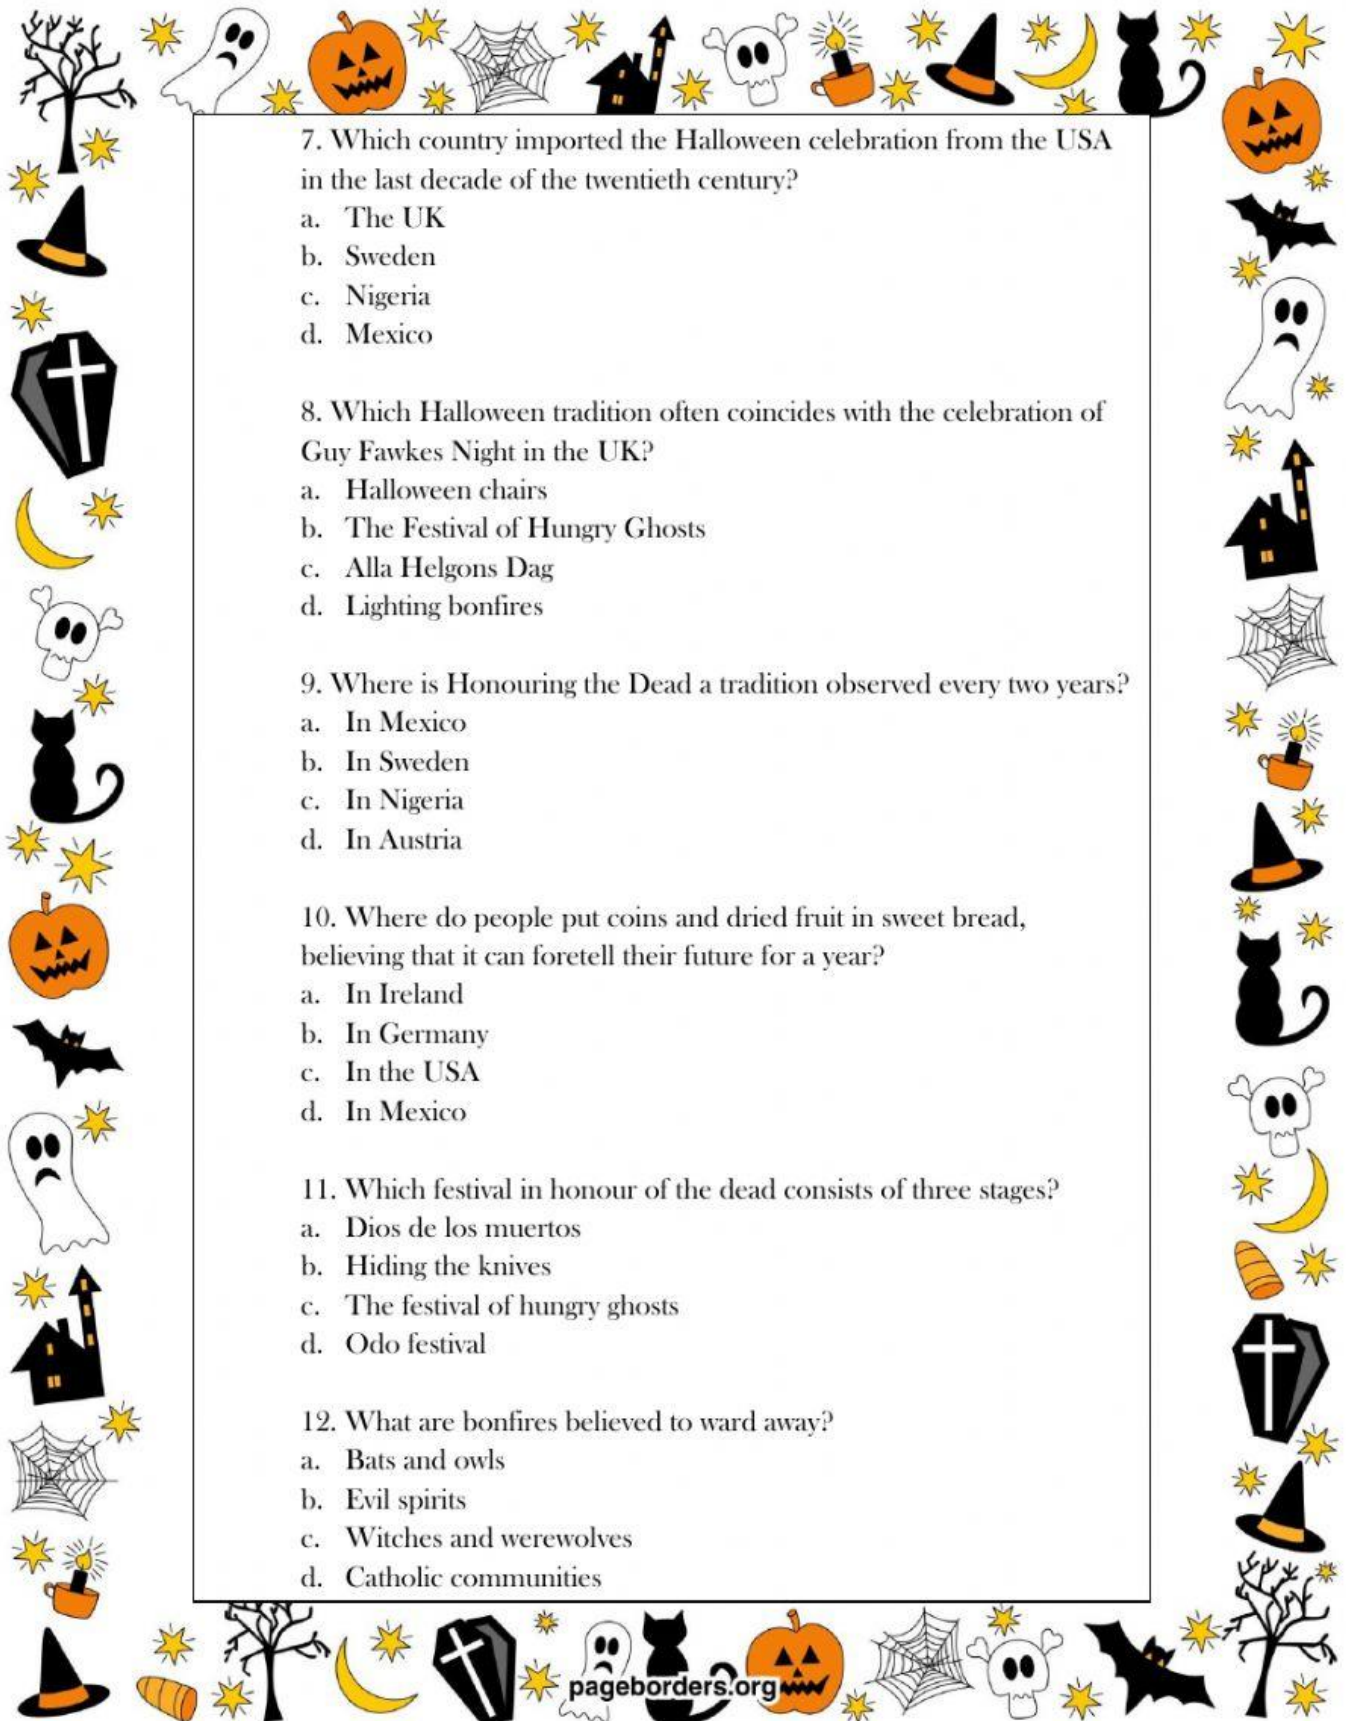 7. Which country imported the Halloween celebration from the USA
in the last decade of the twentieth century?
a. The UK
b. Sweden
c. Nigeria
d. Mexico
8. Which Halloween tradition often coincides with the celebration of
Guy Fawkes Night in the UK?
a. Halloween chairs
b. The Festival of Hungry Ghosts
c. Alla Helgons Dag
d. Lighting bonfires
9. Where is Honouring the Dead a tradition observed every two years?
a. In Mexico
b. In Sweden
c. In Nigeria
d. In Austria
10. Where do people put coins and dried fruit in sweet bread,
believing that it can foretell their future for a year?
a. In Ireland
b. In Germany
c. In the USA
d. In Mexico
11. Which festival in honour of the dead consists of three stages?
a. Dios de los muertos
b. Hiding the knives
c. The festival of hungry ghosts
d. Odo festival
12. What are bonfires believed to ward away?
a. Bats and owls
b. Evil spirits
c. Witches and werewolves
d. Catholic communities
pageborders.org